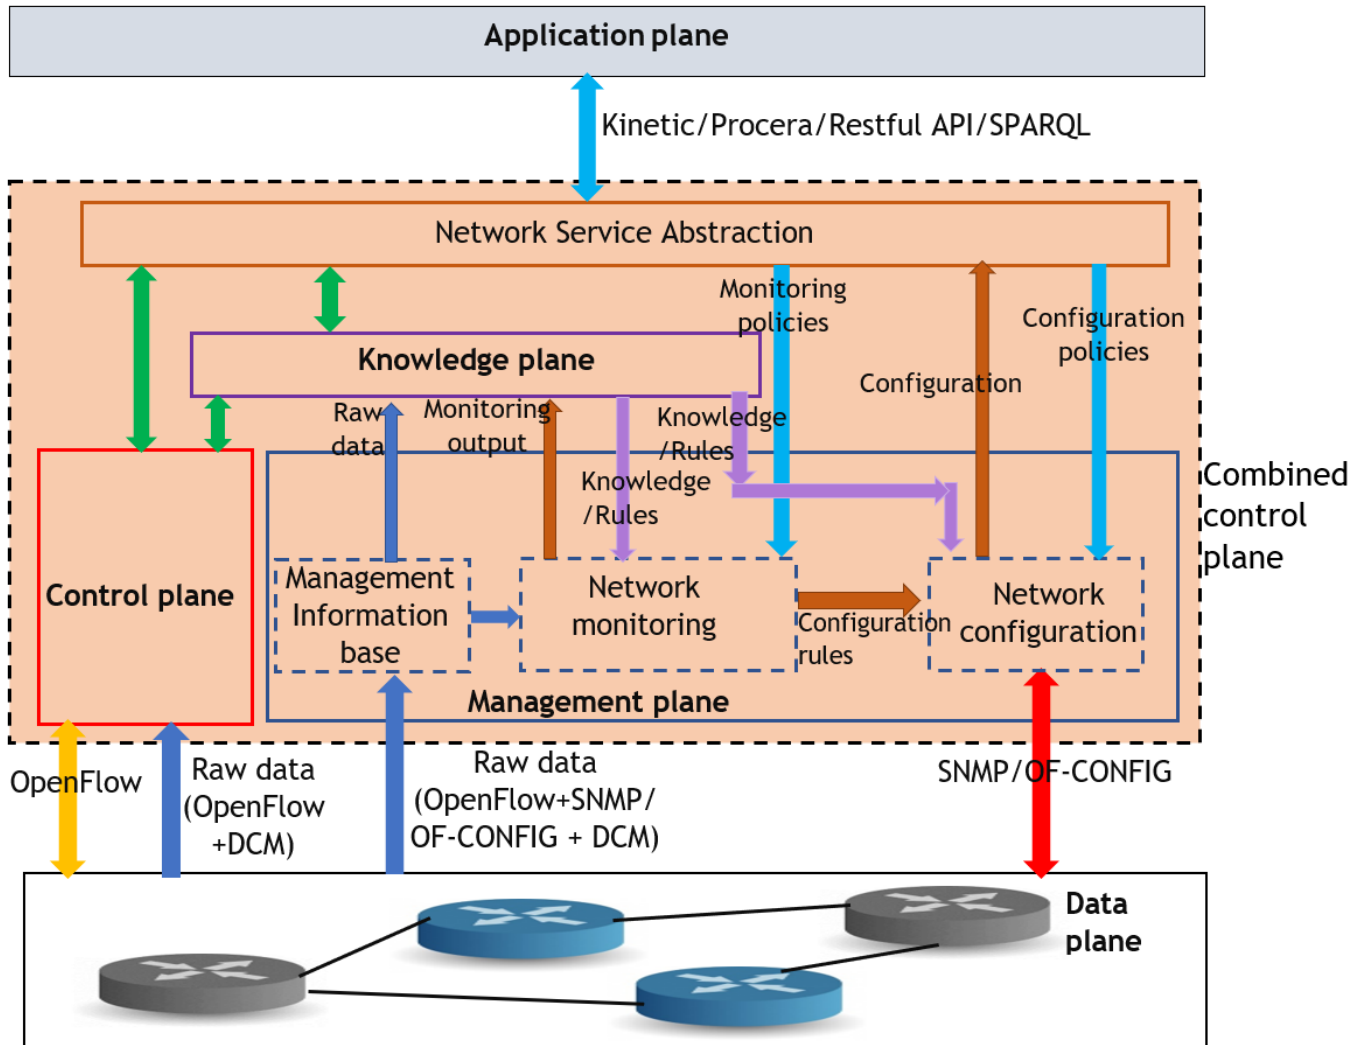 Application plane
Kinetic/Procera/Restful API/SPARQL
Network Service Abstraction
Monitoring
policies
Configuration
policies
Knowledge plane
Configuration
Raw
data
Monitoring
output
Knowledge
/Rules
Knowledge
/Rules
Combined
control
plane
Control plane
Management
Information
base
Network
monitoring
Configuration
rules
Network
configuration
Management plane
OpenFlow
Raw data
(OpenFlow
+DCM)
Raw data
(OpenFlow+SNMP/
OF-CONFIG + DCM)
SNMP/OF-CONFIG
Data
plane